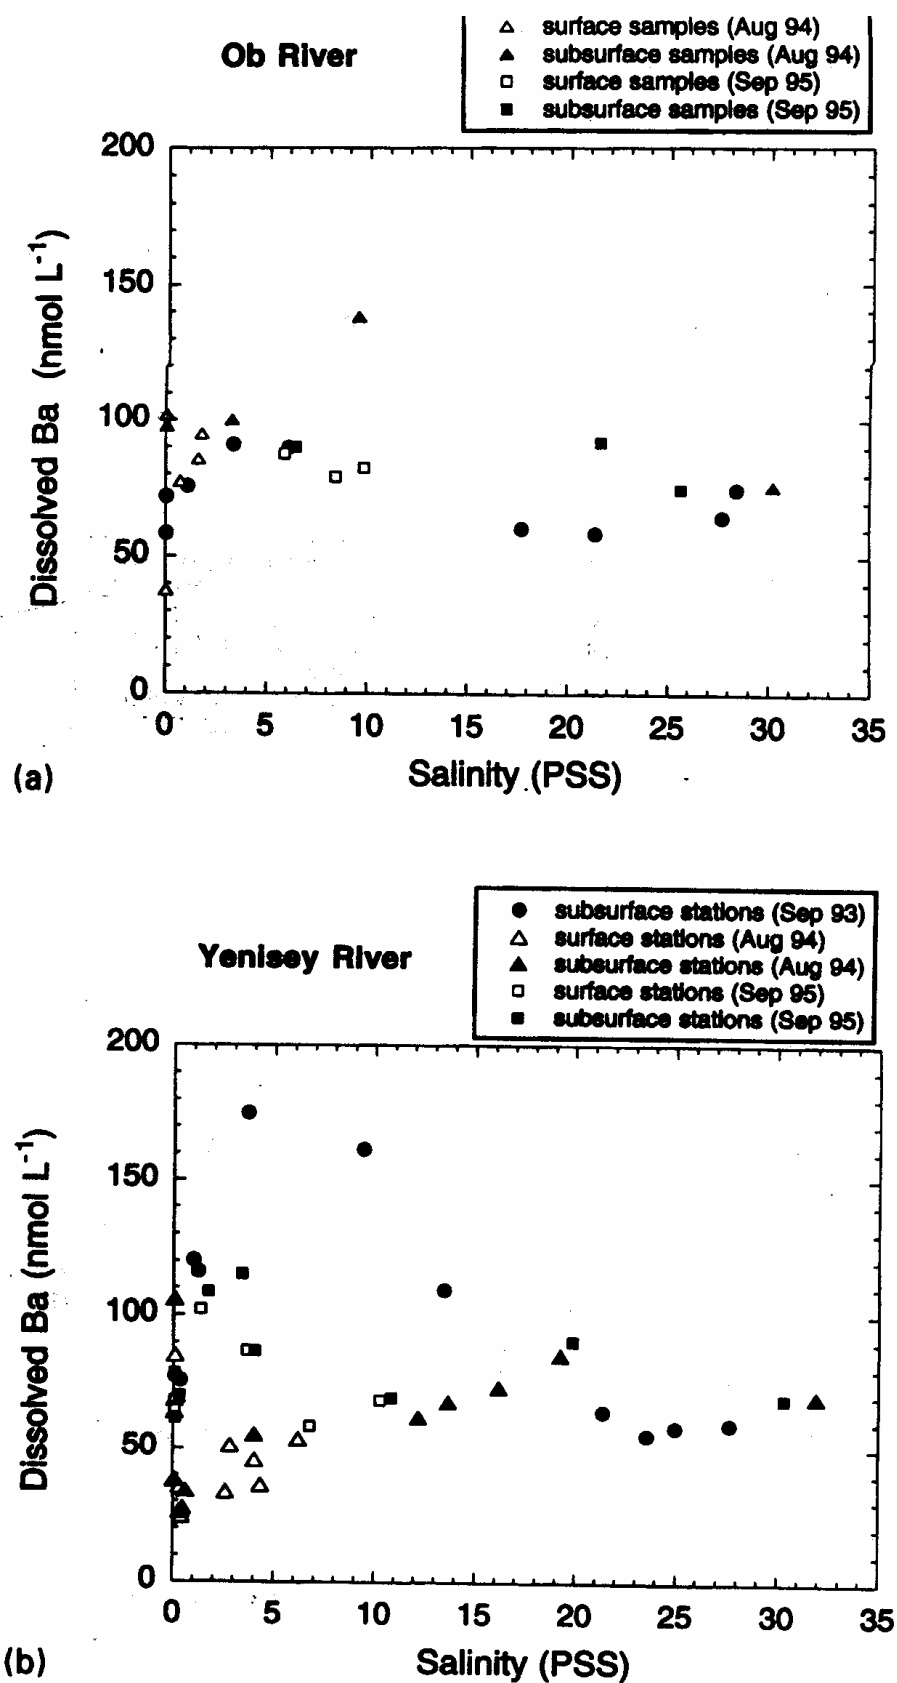 surface samples (Aug 94)
Ob River
subsurface samples (Aug 94)
surface samples (Sep 95)
subsurface samples (Sep 95)
200
150
100
50
0
Dissolved Ba (nmol L-1)
0 5 10 15 20 25 30 35
(a)
Salinity (PSS)
subsurface stations (Sep 93)
surface stations (Aug 94)
Yenisey River
subsurface stations (Aug 94)
surface stations (Sep 95)
subsurface stations (Sep 95)
200
150
100
50
0
Dissolved Ba (nmol L-1)
0 5 10 15 20 25 30 35
(b)
Salinity (PSS)